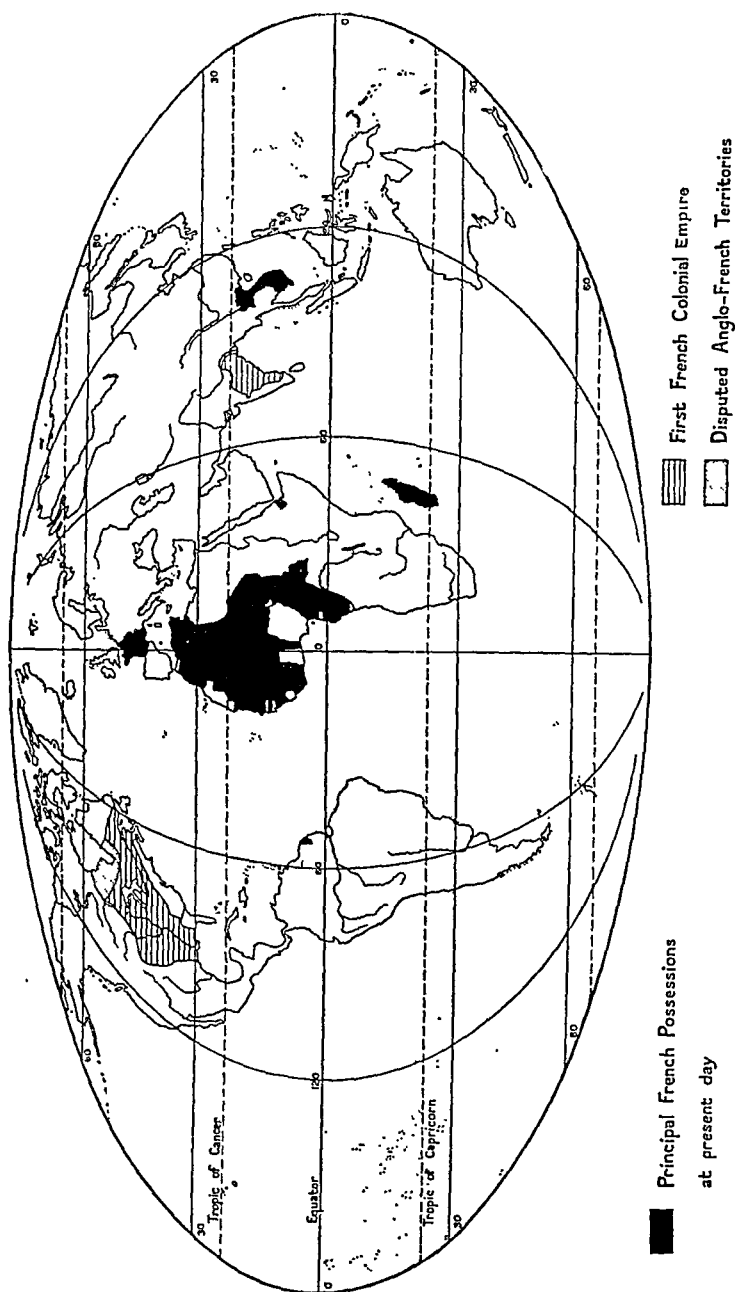 60
60
30
30
Tropic of Cancer
Equator
0
120
60
0
60
0
Tropic of Capricorn
30
30
60
60
Principal French Possessions
at present day
First French Colonial Empire
Disputed Anglo-French Territories